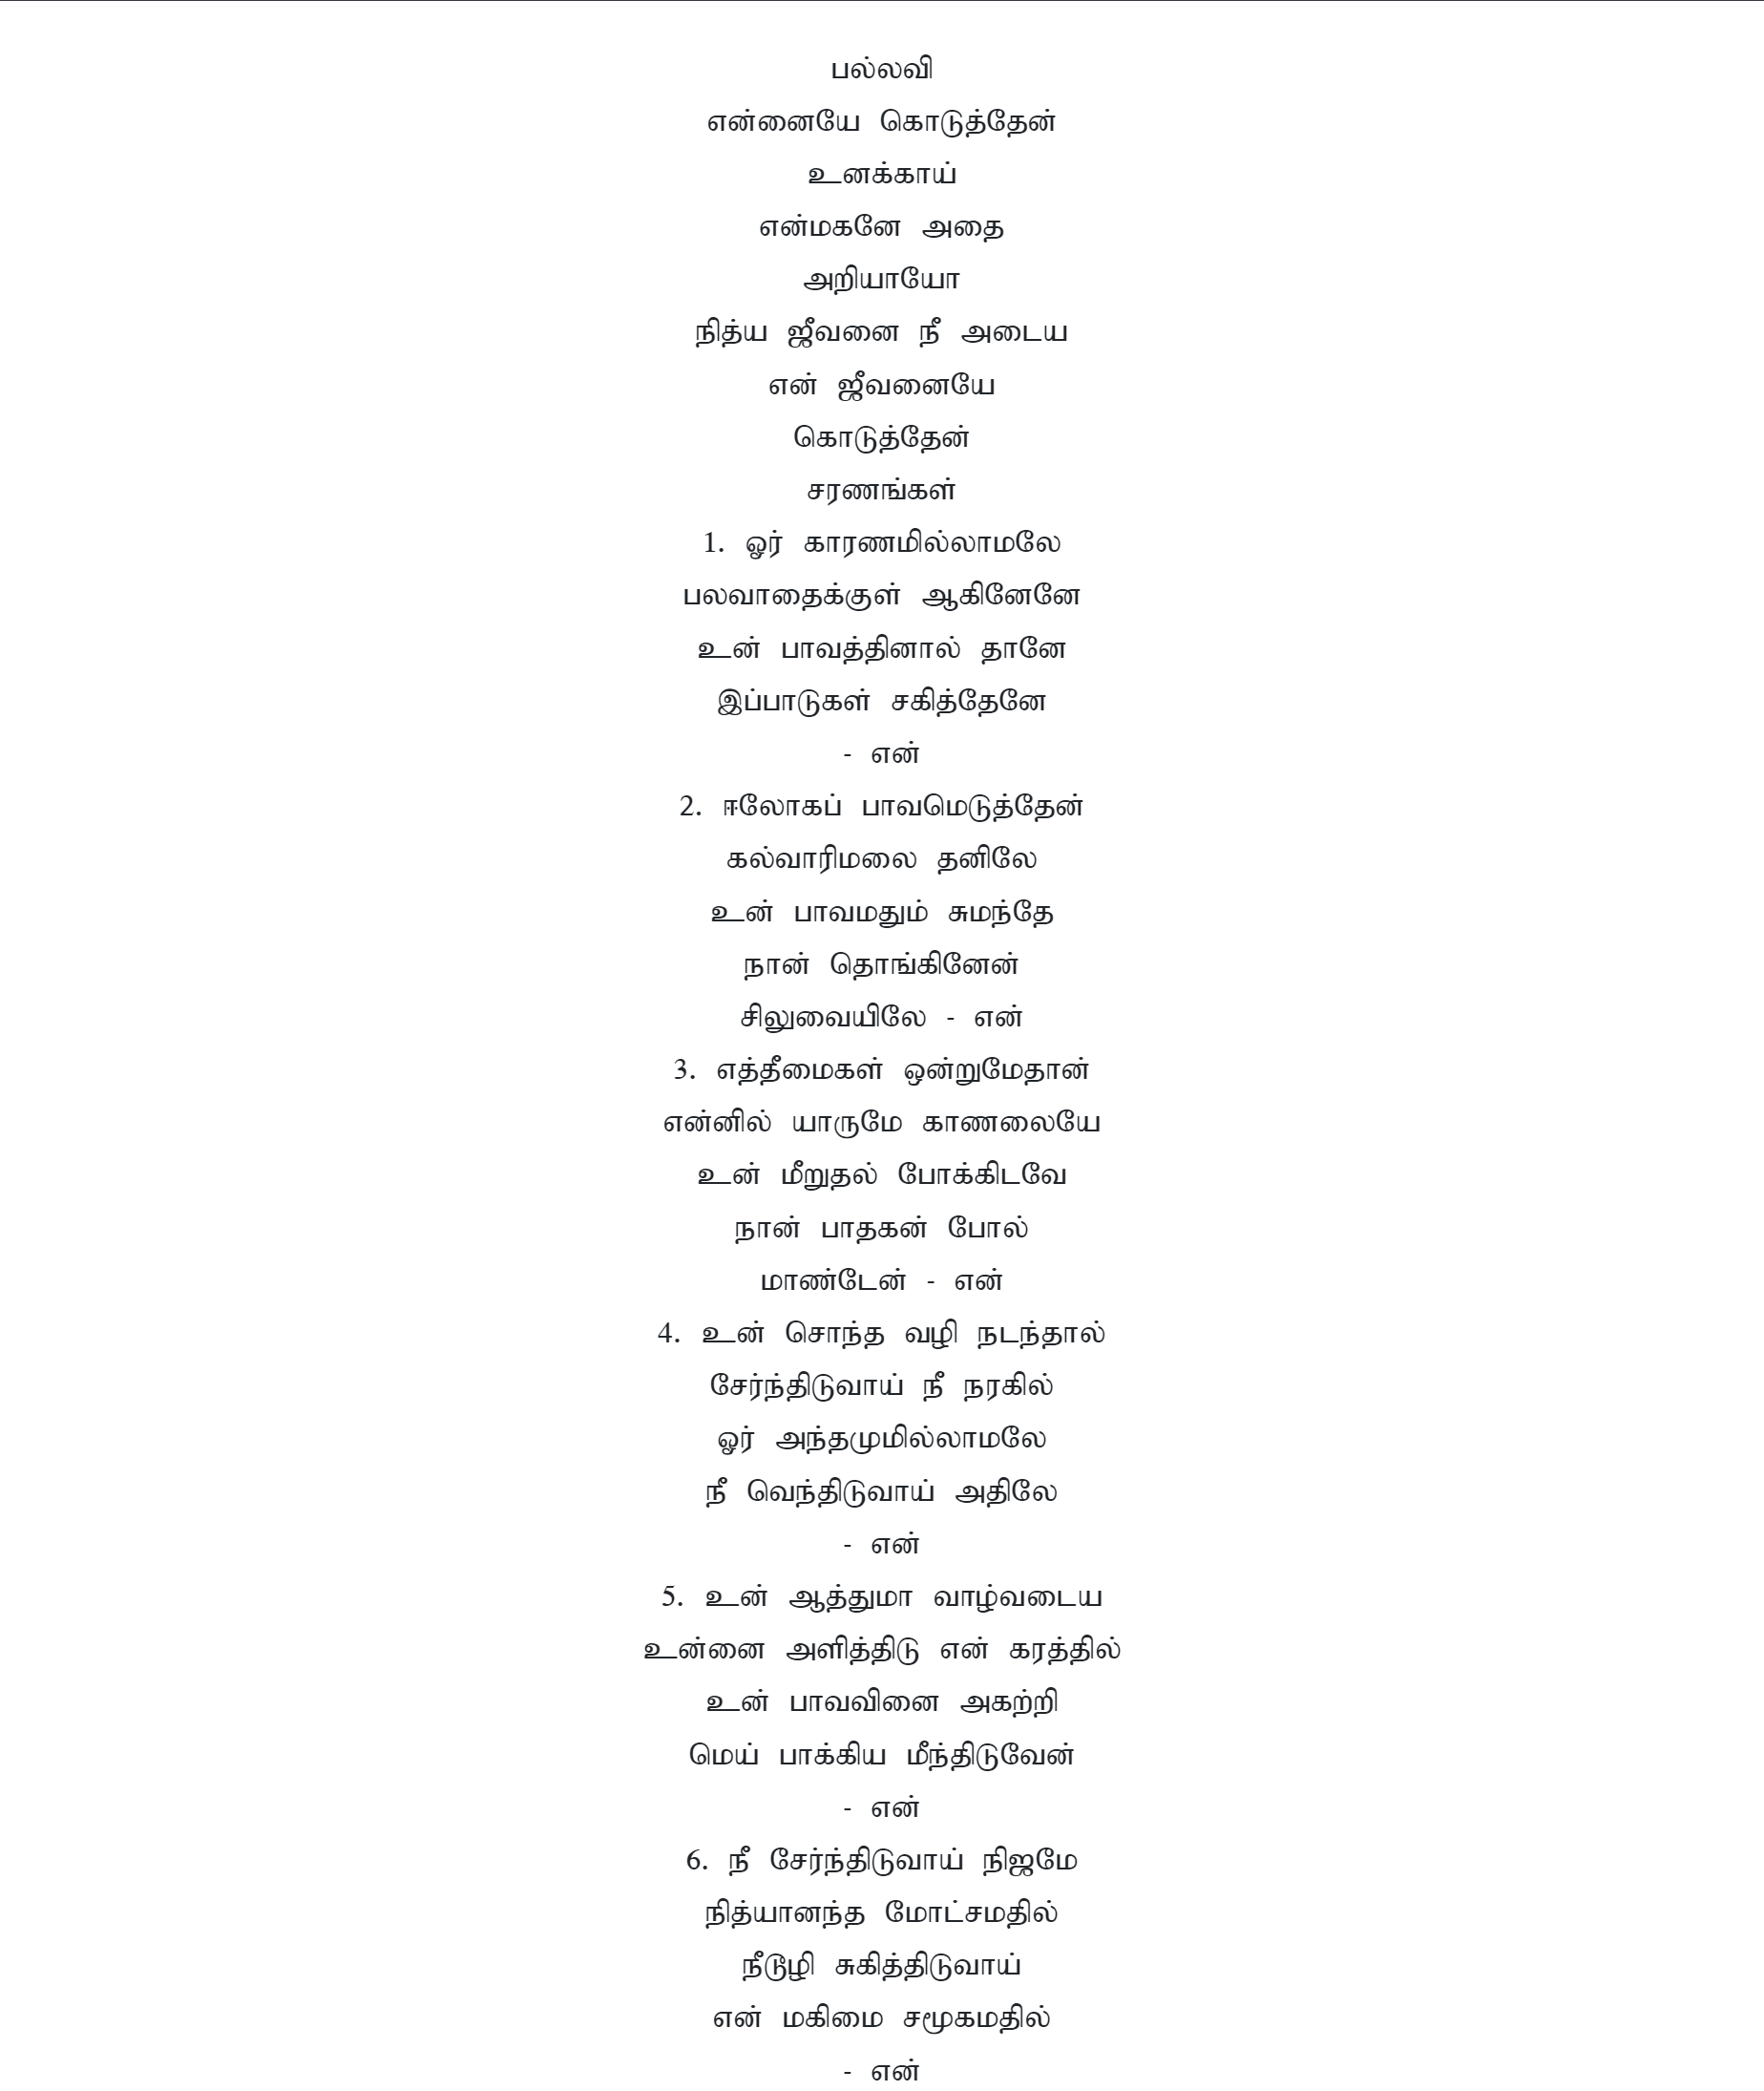 பல்லவி
என்னையே கொடுத்தேன்
உனக்காய்
என்மகனே அதை
அறியாயோ
நித்ய ஜீவனை நீ அடைய
என் ஜீவனையே
கொடுத்தேன்
சரணங்கள்
1. ஓர் காரணமில்லாமலே
பலவாதைக்குள் ஆகினேனே
உன் பாவத்தினால் தானே
இப்பாடுகள் சகித்தேனே
- என்
2. ஈலோகப் பாவமெடுத்தேன்
கல்வாரிமலை தனிலே
உன் பாவமதும் சுமந்தே
நான் தொங்கினேன்
சிலுவையிலே - என்
3. எத்தீமைகள் ஒன்றுமேதான்
என்னில் யாருமே காணலையே
உன் மீறுதல் போக்கிடவே
நான் பாதகன் போல்
மாண்டேன் - என்
4. உன் சொந்த வழி நடந்தால்
சேர்ந்திடுவாய் நீ நரகில்
ஓர் அந்தமுமில்லாமலே
நீ வெந்திடுவாய் அதிலே
- என்
5. உன் ஆத்துமா வாழ்வடைய
உன்னை அளித்திடு என் கரத்தில்
உன் பாவவினை அகற்றி
மெய் பாக்கிய மீந்திடுவேன்
- என்
6. நீ சேர்ந்திடுவாய் நிஜமே
நித்யானந்த மோட்சமதில்
நீடூழி சுகித்திடுவாய்
என் மகிமை சமூகமதில்
- என்